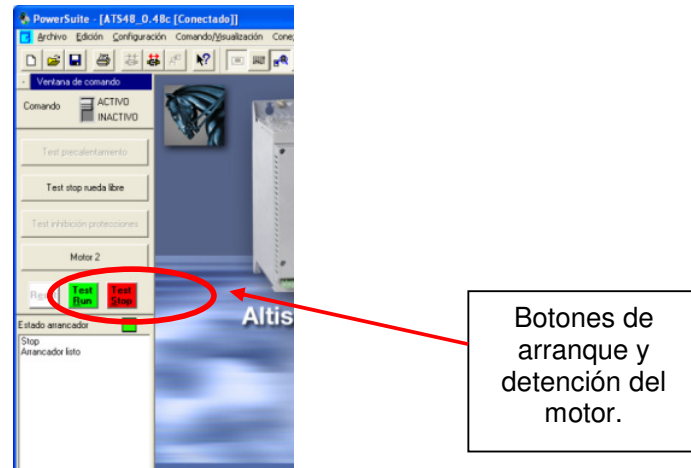 PowerSuite - [ATS48_0.48c [Conectado]]
Archivo Edición Configuración Comando/Visualización
Ventana de comando
Comando
ACTIVO
INACTIVO
Test precalentamento
Test stop rueda libre
Test inhibición protecciones
Motor 2
Test Run
Test Stop
Estado arrancador
Stop
Arrancador listo
Altis
Botones de
arranque y
detención del
motor.